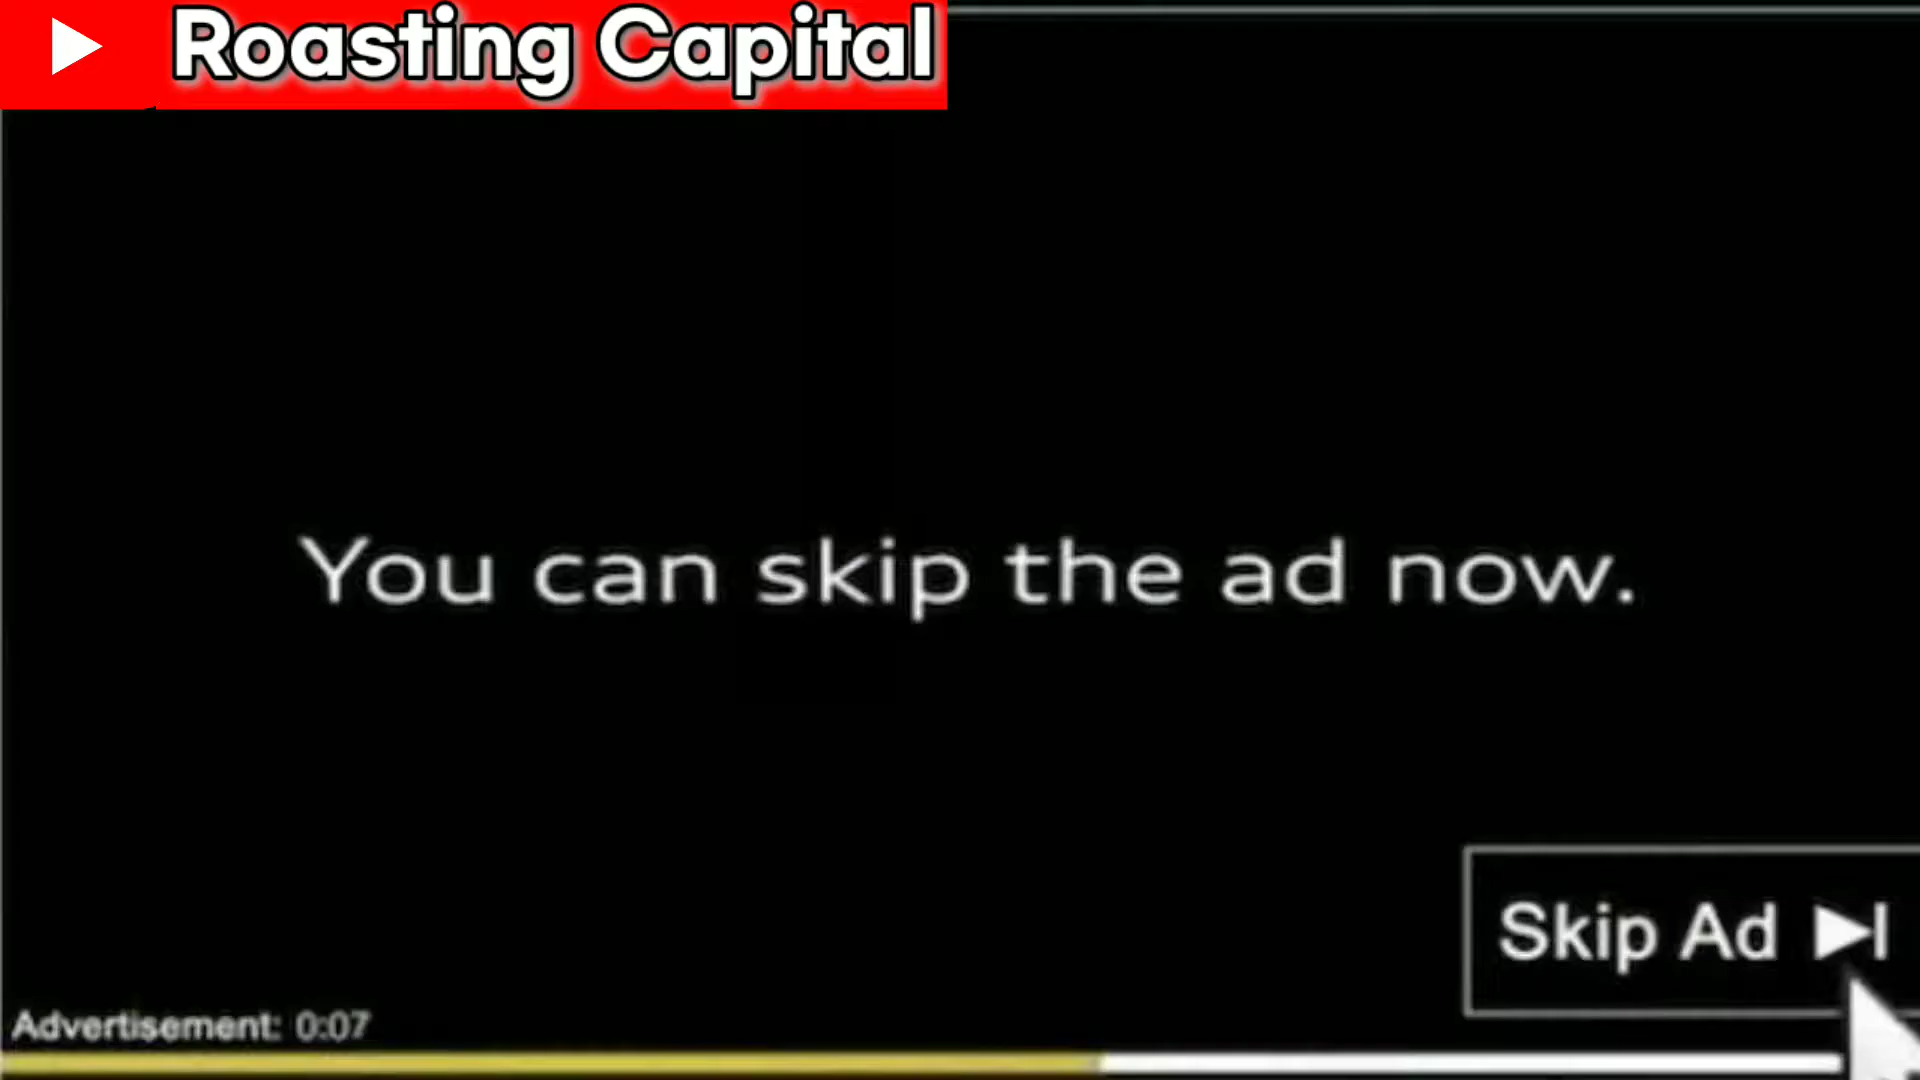 Roasting Capital
You can skip the ad now.
Skip Ad
Advertisement: 0:07